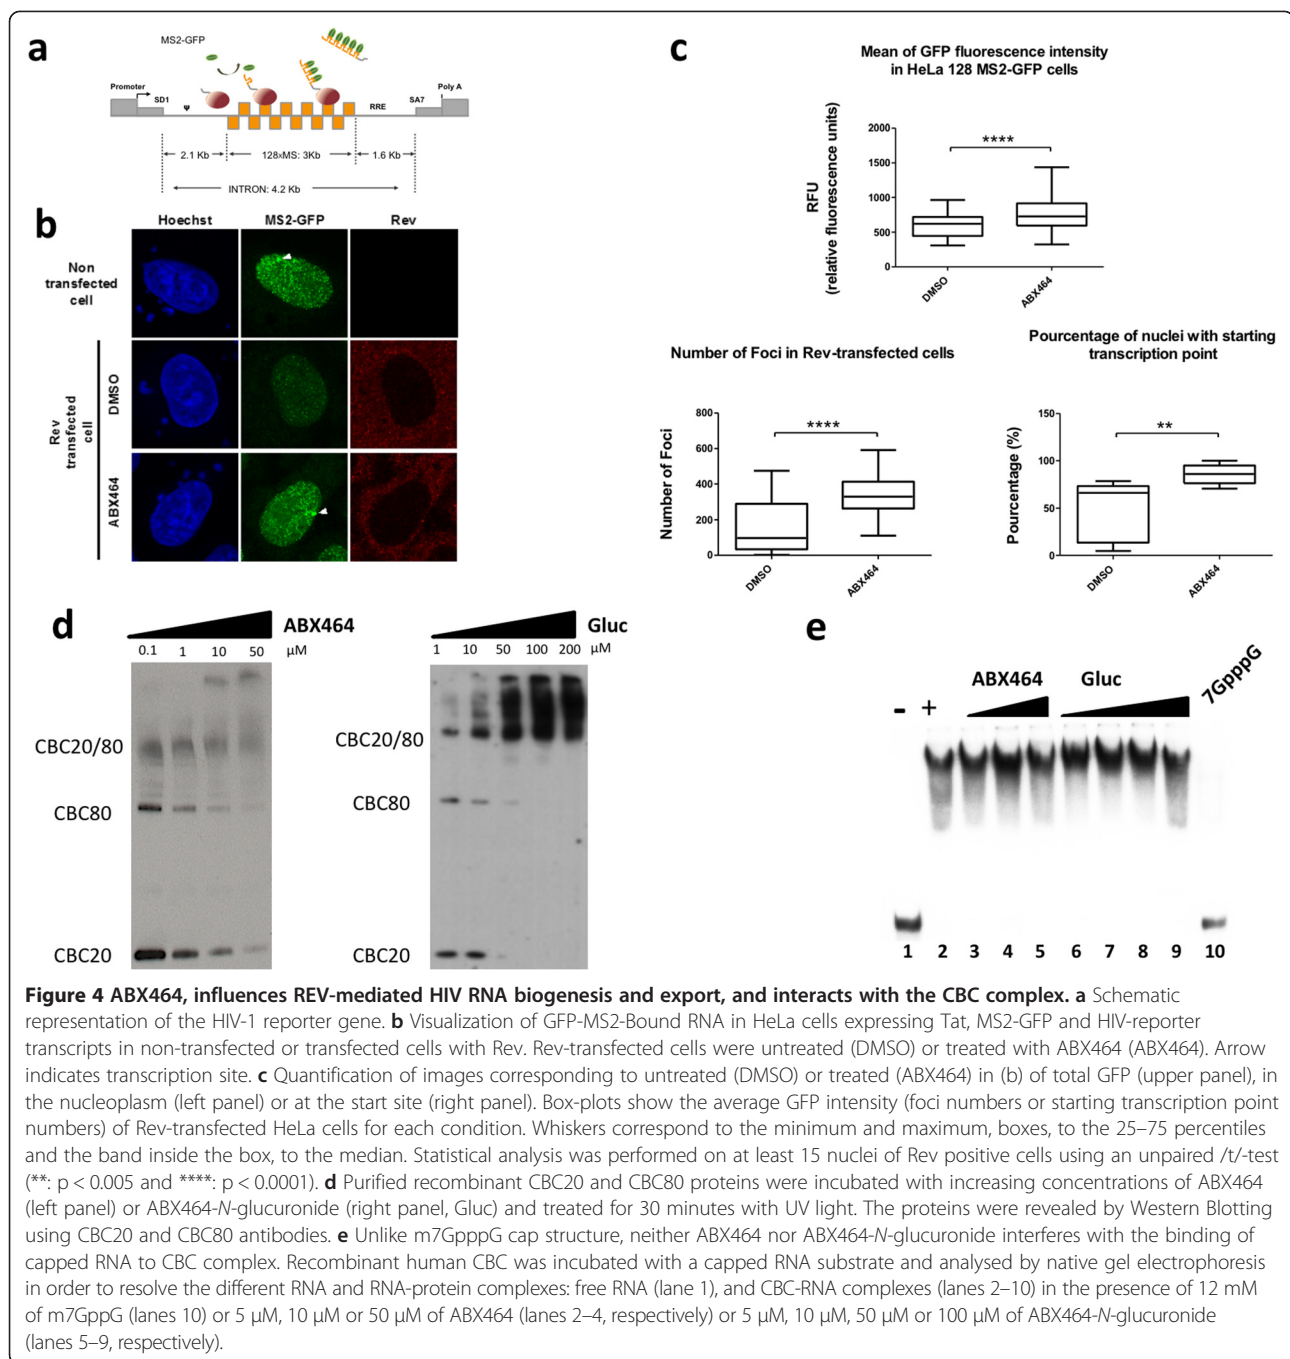 a
MS2-GFP
Promoter
SD1
Ψ
RRE
SA7
Poly A
2.1 Kb
128xMS: 3Kb
1.6 Kb
INTRON: 4.2 Kb
b
Hoechst
MS2-GFP
Rev
Non
transfected
cell
Rev
transfected
cell
DMSO
ABX464
c
Mean of GFP fluorescence intensity
in HeLa 128 MS2-GFP cells
RFU
(relative fluorescence units)
2000
1500
1000
500
0
****
DMSO
ABX464
Number of Foci in Rev-transfected cells
Number of Foci
800
600
400
200
0
****
DMSO
ABX464
Pourcentage of nuclei with starting
transcription point
Pourcentage (%)
150
100
50
0
**
DMSO
ABX464
d
ABX464
0.1 1 10 50 µM
CBC20/80
CBC80
CBC20
Gluc
1 10 50 100 200
µM
CBC20/80
CBC80
CBC20
e
- +
ABX464
Gluc
7GpppG
1 2 3 4 5 6 7 8 9 10
Figure 4 ABX464, influences REV-mediated HIV RNA biogenesis and export, and interacts with the CBC complex. a Schematic
representation of the HIV-1 reporter gene. b Visualization of GFP-MS2-Bound RNA in HeLa cells expressing Tat, MS2-GFP and HIV-reporter
transcripts in non-transfected or transfected cells with Rev. Rev-transfected cells were untreated (DMSO) or treated with ABX464 (ABX464). Arrow
indicates transcription site. c Quantification of images corresponding to untreated (DMSO) or treated (ABX464) in (b) of total GFP (upper panel), in
the nucleoplasm (left panel) or at the start site (right panel). Box-plots show the average GFP intensity (foci numbers or starting transcription point
numbers) of Rev-transfected HeLa cells for each condition. Whiskers correspond to the minimum and maximum, boxes, to the 25–75 percentiles
and the band inside the box, to the median. Statistical analysis was performed on at least 15 nuclei of Rev positive cells using an unpaired /t/-test
(**: p < 0.005 and ****: p < 0.0001). d Purified recombinant CBC20 and CBC80 proteins were incubated with increasing concentrations of ABX464
(left panel) or ABX464-N-glucuronide (right panel, Gluc) and treated for 30 minutes with UV light. The proteins were revealed by Western Blotting
using CBC20 and CBC80 antibodies. e Unlike m7GpppG cap structure, neither ABX464 nor ABX464-N-glucuronide interferes with the binding of
capped RNA to CBC complex. Recombinant human CBC was incubated with a capped RNA substrate and analysed by native gel electrophoresis
in order to resolve the different RNA and RNA-protein complexes: free RNA (lane 1), and CBC-RNA complexes (lanes 2–10) in the presence of 12 mM
of m7GppG (lanes 10) or 5 µM, 10 µM or 50 µM of ABX464 (lanes 2–4, respectively) or 5 µM, 10 µM, 50 µM or 100 µM of ABX464-N-glucuronide
(lanes 5–9, respectively).